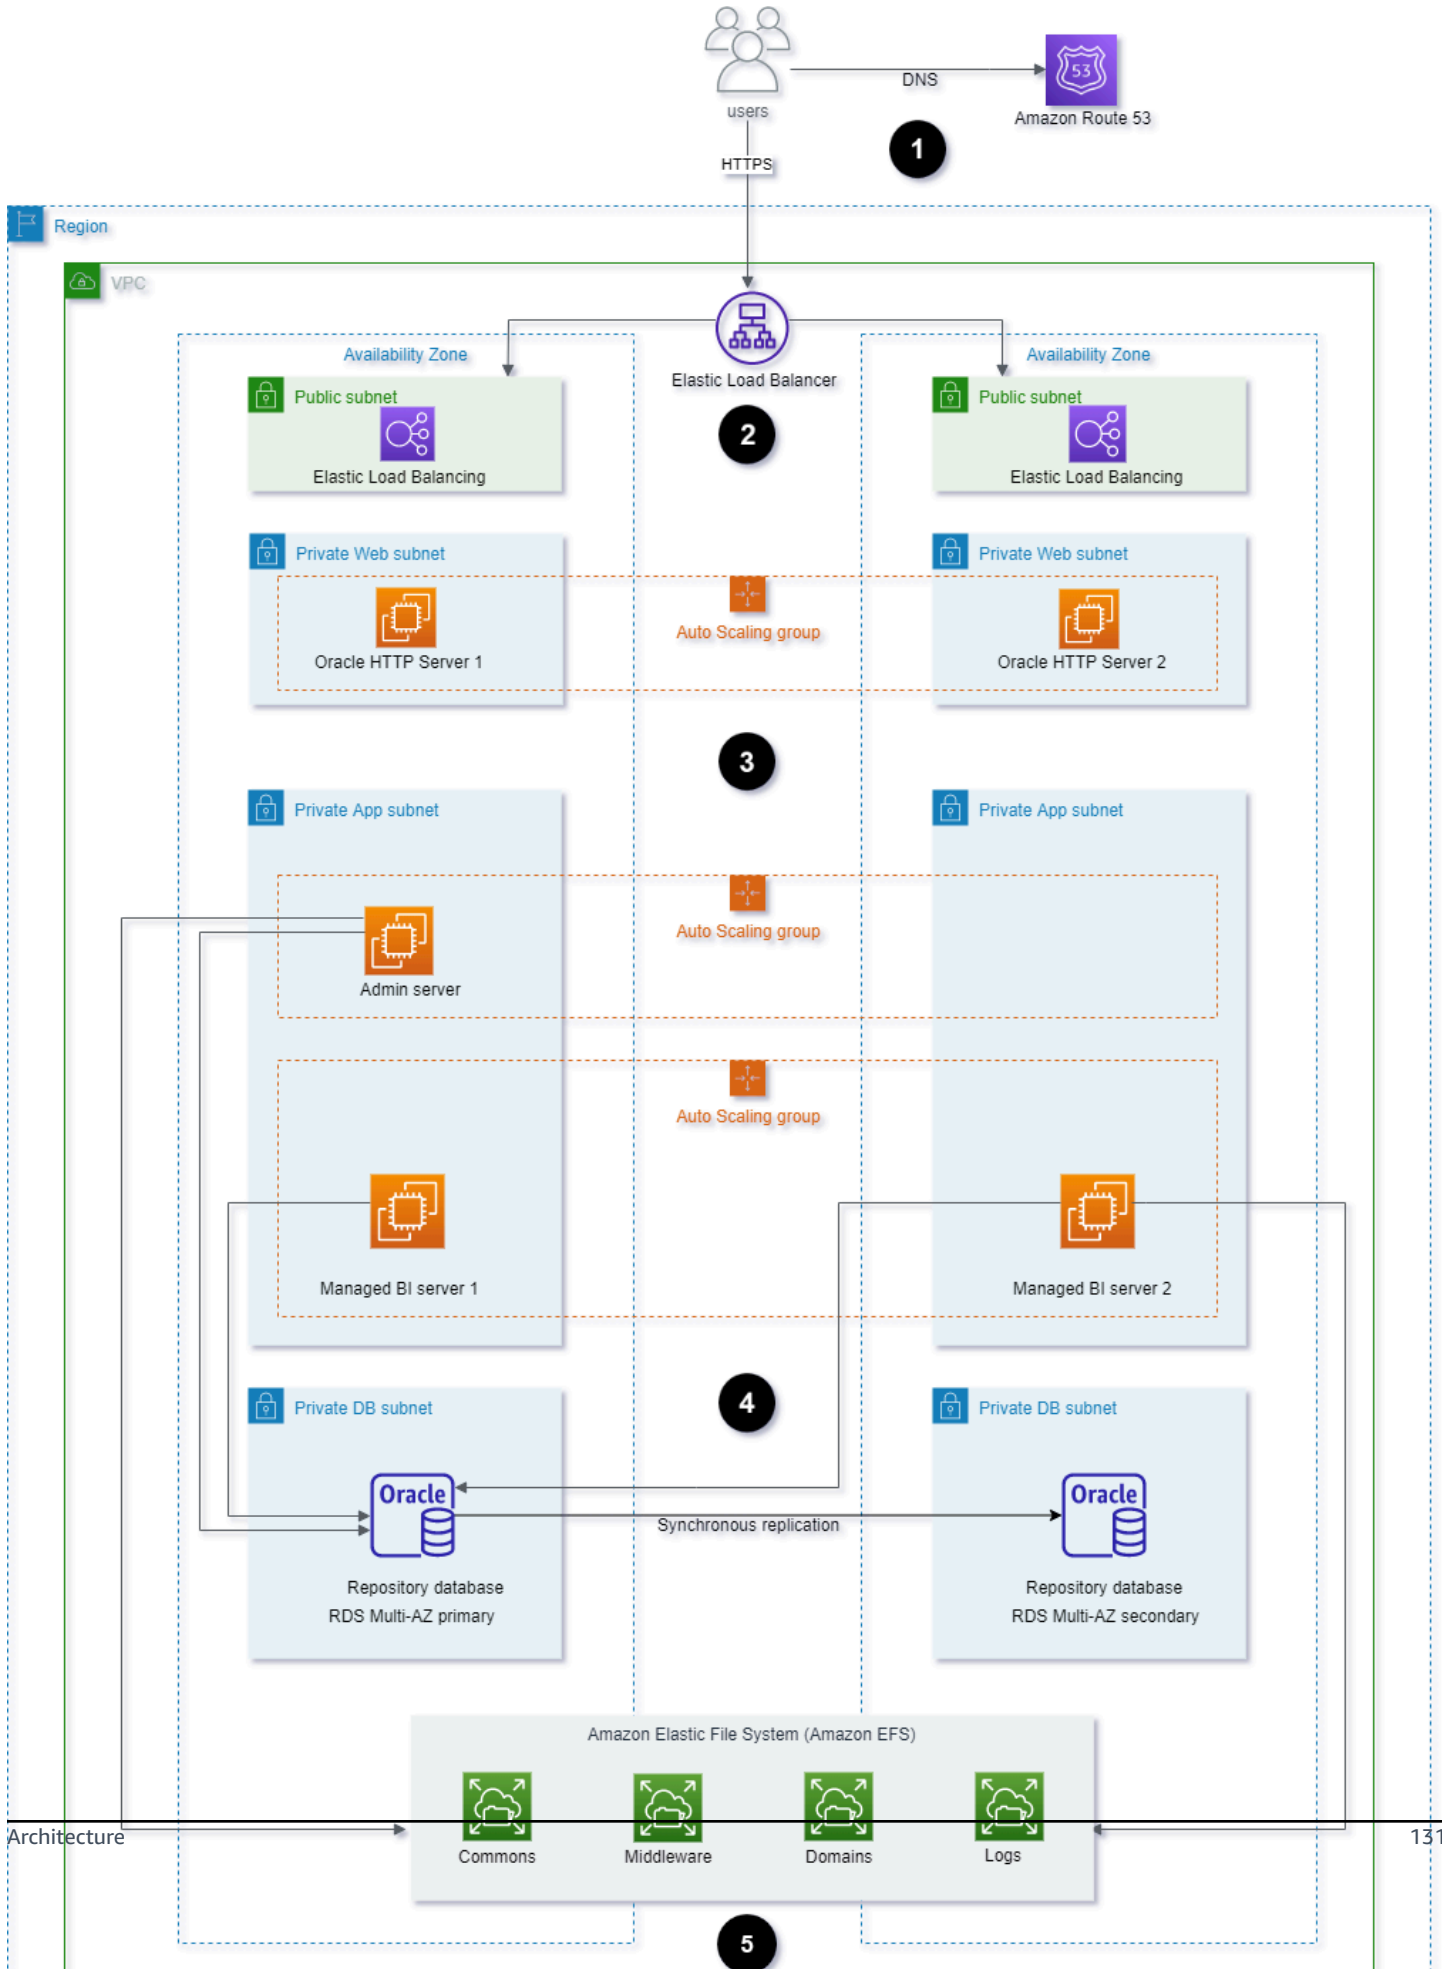 53
DNS
users
Amazon Route 53
1
HTTPS
Region
VPC
Availability Zone
Availability Zone
Elastic Load Balancer
Public subnet
Public subnet
2
Elastic Load Balancing
Elastic Load Balancing
Private Web subnet
Private Web subnet
Auto Scaling group
Oracle HTTP Server 1
Oracle HTTP Server 2
3
Private App subnet
Private App subnet
Auto Scaling group
Admin server
Auto Scaling group
Managed BI server 1
Managed BI server 2
4
Private DB subnet
Private DB subnet
Oracle
Oracle
Synchronous replication
Repository database
RDS Multi-AZ primary
Repository database
RDS Multi-AZ secondary
Amazon Elastic File System (Amazon EFS)
Architecture
131
Commons
Middleware
Domains
Logs
5